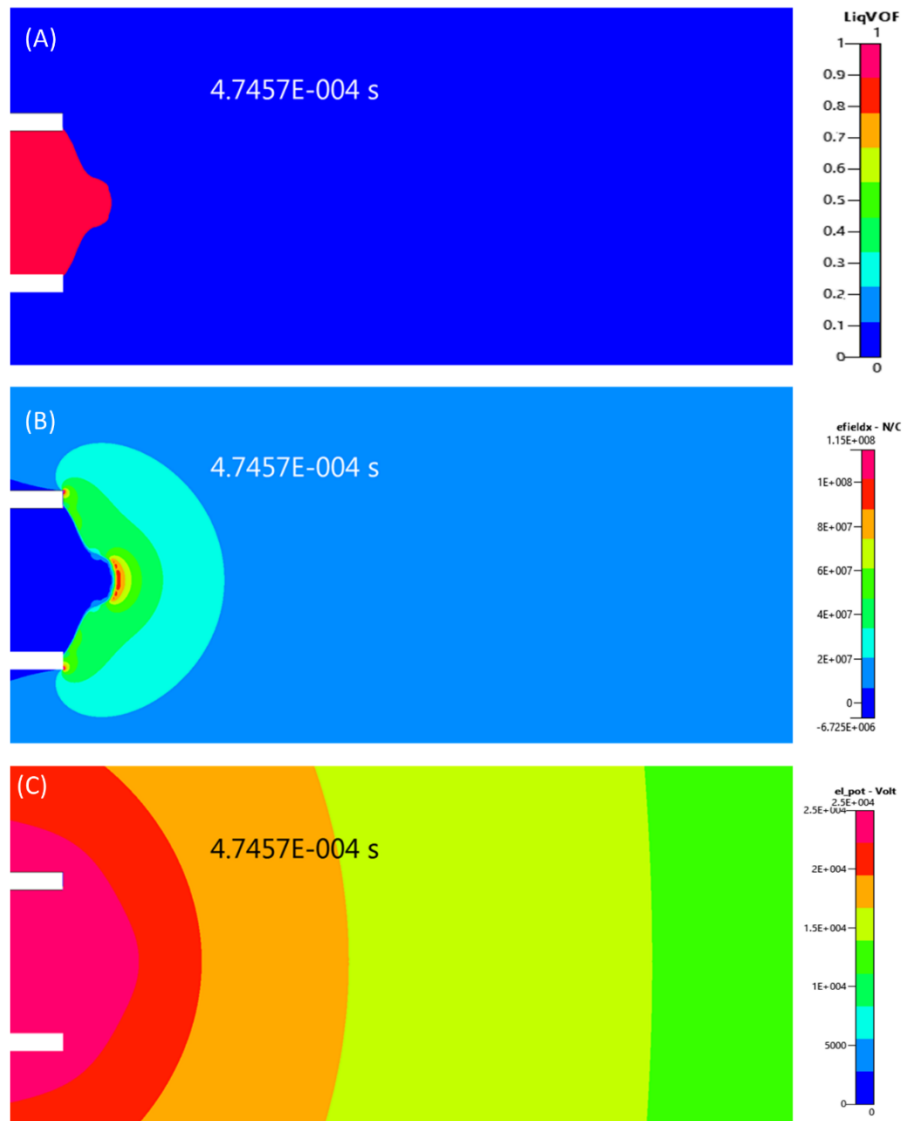 (A)
4.7457E-004 s
LiqVOF
1
1
0.9
0.8
0.7
0.6
0.5
0.4
0.3
0.2
0.1
0
0
(B)
4.7457E-004 s
efieldx - N/C
1.15E+008
1E+008
8E+007
6E+007
4E+007
2E+007
0
-6.725E+006
(C)
4.7457E-004 s
el_pot - Volt
2.5E+004
2.5E+004
2E+004
1.5E+004
1E+004
5000
0
0